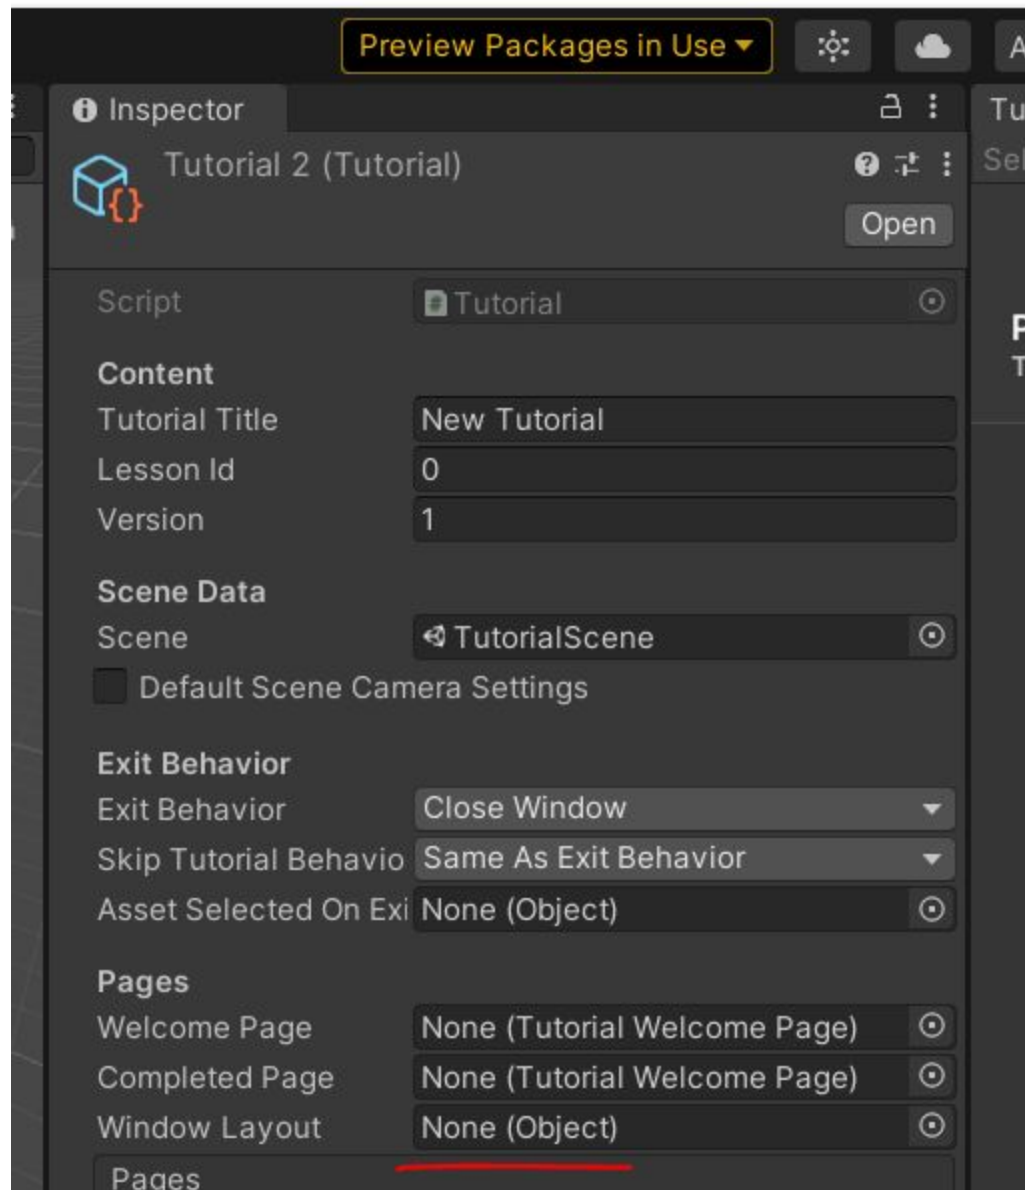 Preview Packages in Use
A
Inspector
Tu
Tutorial 2 (Tutorial)
Sel
Open
Script Tutorial
P
Content
T
Tutorial Title New Tutorial
Lesson Id 0
Version 1
Scene Data
Scene TutorialScene
Default Scene Camera Settings
Exit Behavior
Exit Behavior Close Window
Skip Tutorial Behavio Same As Exit Behavior
Asset Selected On Exi None (Object)
Pages
Welcome Page None (Tutorial Welcome Page)
Completed Page None (Tutorial Welcome Page)
Window Layout None (Object)
Pages